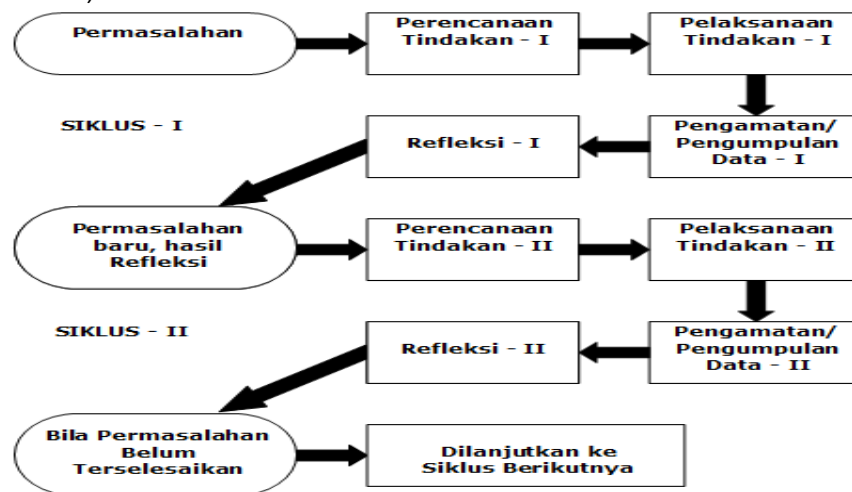 Permasalahan
Perencanaan
Tindakan - I
Pelaksanaan
Tindakan - I
SIKLUS - I
Refleksi - I
Pengamatan/
Pengumpulan
Data - I
Permasalahan
baru, hasil
Refleksi
Perencanaan
Tindakan - II
Pelaksanaan
Tindakan - II
SIKLUS - II
Refleksi - II
Pengamatan/
Pengumpulan
Data - II
Bila Permasalahan
Belum
Terselesaikan
Dilanjutkan ke
Siklus Berikutnya